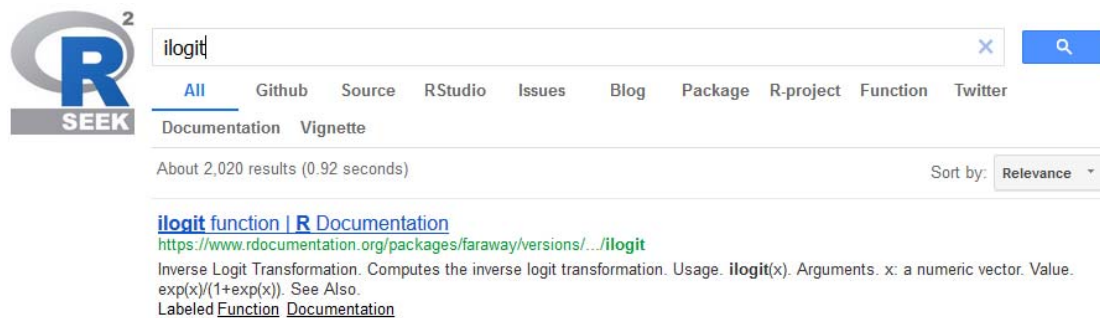 2
R
SEEK
ilogit
All Github Source RStudio Issues Blog Package R-project Function Twitter
Documentation Vignette
About 2,020 results (0.92 seconds)
Sort by: Relevance
ilogit function | R Documentation
https://www.rdocumentation.org/packages/faraway/versions/.../ilogit
Inverse Logit Transformation. Computes the inverse logit transformation. Usage. ilogit(x). Arguments. x: a numeric vector. Value.
exp(x)/(1+exp(x)). See Also.
Labeled Function Documentation